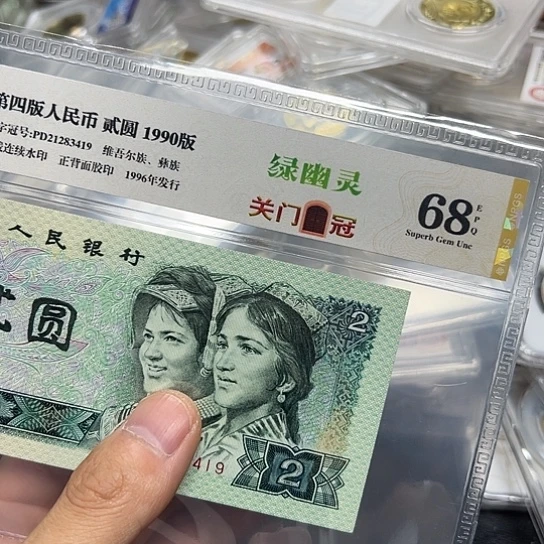 第四版人民币 贰圆 1990版
字冠号:PD21283419 维吾尔族、彝族
连续水印 正背面胶印 1996年发行
绿幽灵
关门冠
68 EPQ
Superb Gem Unc
人民银行
贰圆
2
419
2